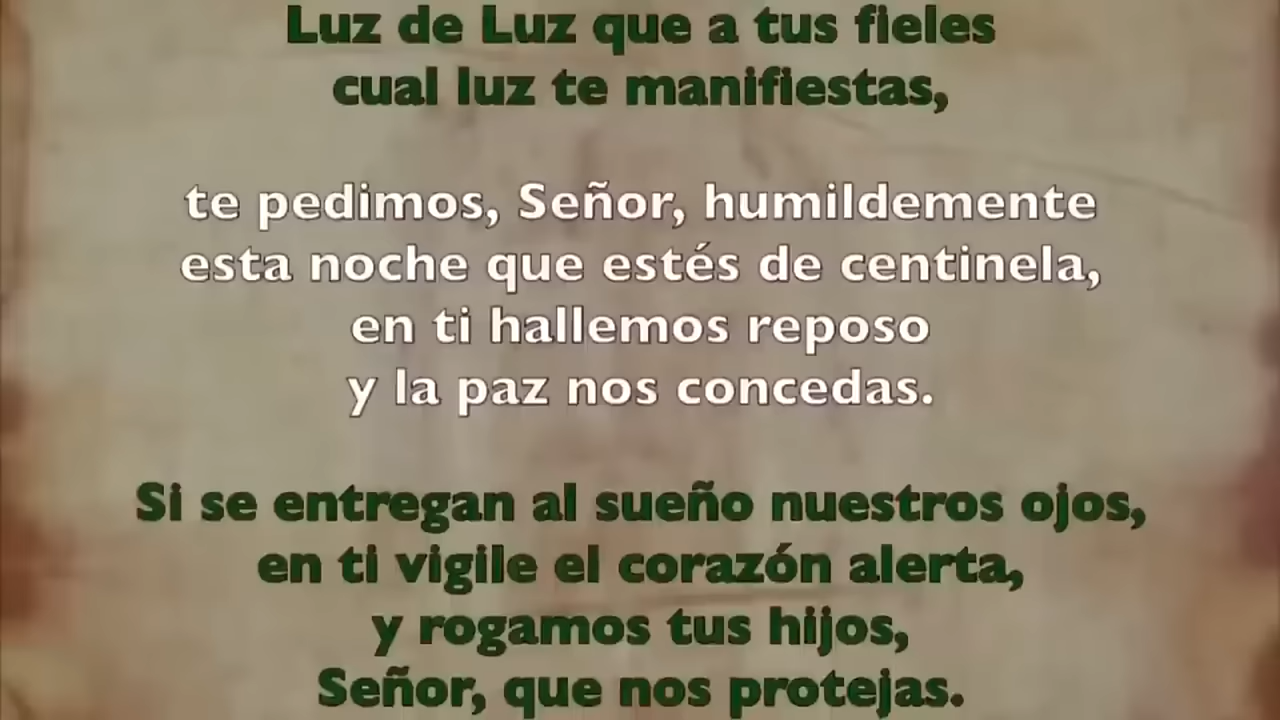 Luz de Luz que a tus fieles
cual luz te manifiestas,
te pedimos, Señor, humildemente
esta noche que estés de centinela,
en ti hallemos reposo
y la paz nos concedas.
Si se entregan al sueño nuestros ojos,
en ti vigile el corazón alerta,
y rogamos tus hijos,
Señor, que nos protejas.